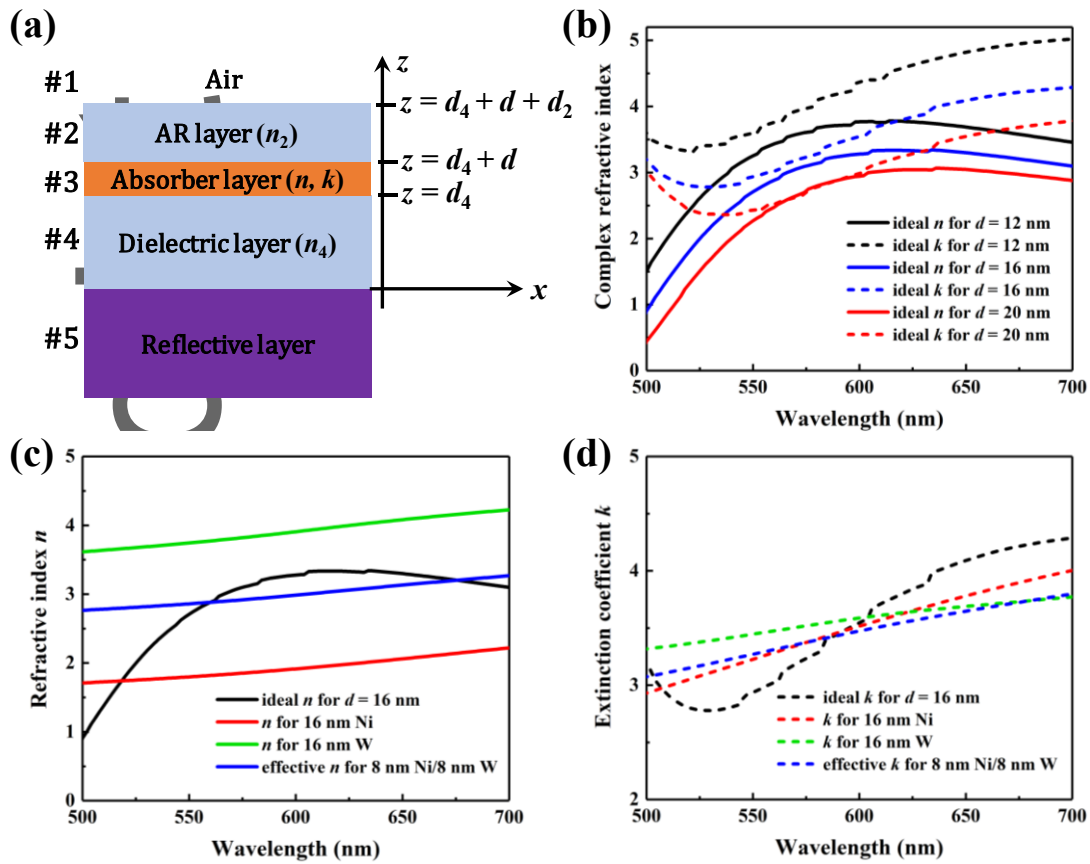 (a)
z
#1
Air
z = d4 + d + d2
#2
AR layer (n2)
z = d4 + d
#3
Absorber layer (n, k)
z = d4
#4
Dielectric layer (n4)
x
#5
Reflective layer
(b)
Complex refractive index
5
4
3
2
1
0
ideal n for d = 12 nm
ideal k for d = 12 nm
ideal n for d = 16 nm
ideal k for d = 16 nm
ideal n for d = 20 nm
ideal k for d = 20 nm
500 550 600 650 700
Wavelength (nm)
(c)
Refractive index n
5
4
3
2
1
0
ideal n for d = 16 nm
n for 16 nm Ni
n for 16 nm W
effective n for 8 nm Ni/8 nm W
500 550 600 650 700
Wavelength (nm)
(d)
Extinction coefficient k
5
4
3
2
ideal k for d = 16 nm
k for 16 nm Ni
k for 16 nm W
effective k for 8 nm Ni/8 nm W
500 550 600 650 700
Wavelength (nm)